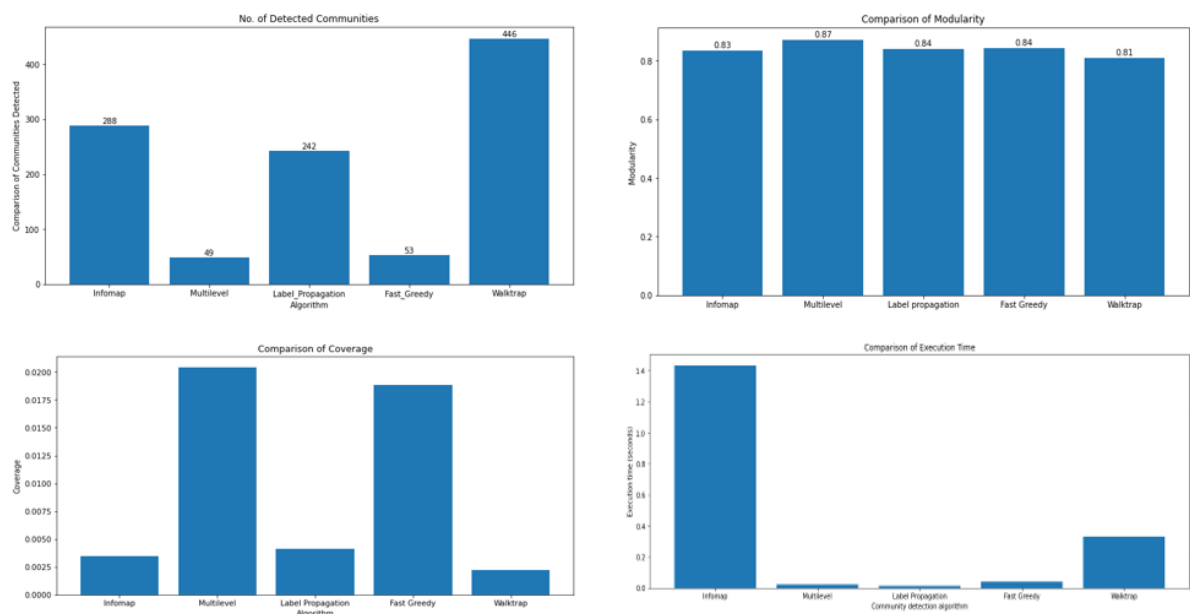 No. of Detected Communities
Comparison of Communities Detected
400
300
200
100
0
288
49
242
53
446
Infomap Multilevel Label_Propagation Fast_Greedy Walktrap
Algorithm
Comparison of Modularity
Modularity
0.8
0.6
0.4
0.2
0.0
0.83
0.87
0.84
0.84
0.81
Infomap Multilevel Label propagation Fast Greedy Walktrap
Comparison of Coverage
Coverage
0.0200
0.0175
0.0150
0.0125
0.0100
0.0075
0.0050
0.0025
0.0000
Infomap Multilevel Label Propagation Fast Greedy Walktrap
Algorithm
Comparison of Execution Time
Execution time (seconds)
1.4
1.2
1.0
0.8
0.6
0.4
0.2
0.0
Infomap Multilevel Label Propagation Fast Greedy Walktrap
Community detection algorithm